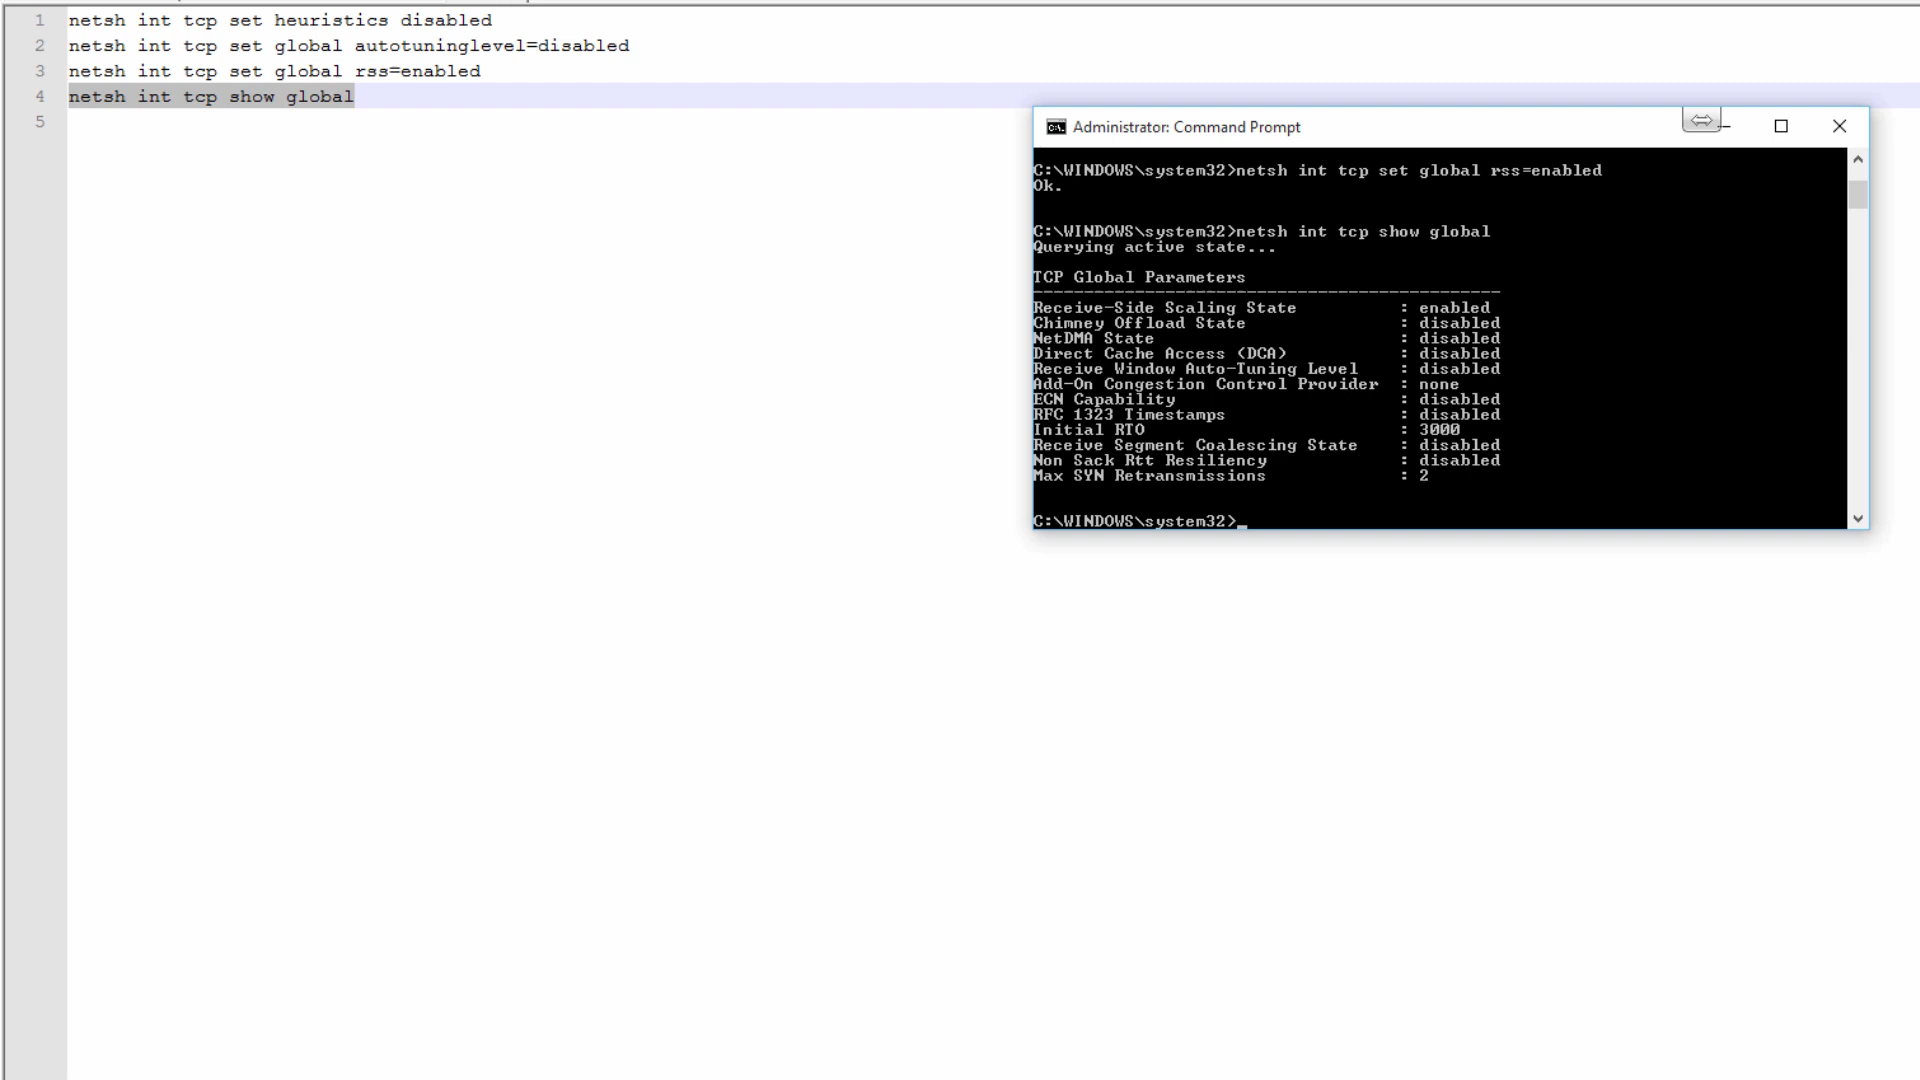 1 netsh int tcp set heuristics disabled
2 netsh int tcp set global autotuninglevel=disabled
3 netsh int tcp set global rss=enabled
4 netsh int tcp show global
5
Administrator: Command Prompt
C:\WINDOWS\system32>netsh int tcp set global rss=enabled
Ok.
C:\WINDOWS\system32>netsh int tcp show global
Querying active state...
TCP Global Parameters
----------------------------------------------
Receive-Side Scaling State : enabled
Chimney Offload State : disabled
NetDMA State : disabled
Direct Cache Access (DCA) : disabled
Receive Window Auto-Tuning Level : disabled
Add-On Congestion Control Provider : none
ECN Capability : disabled
RFC 1323 Timestamps : disabled
Initial RTO : 3000
Receive Segment Coalescing State : disabled
Non Sack Rtt Resiliency : disabled
Max SYN Retransmissions : 2
C:\WINDOWS\system32>_